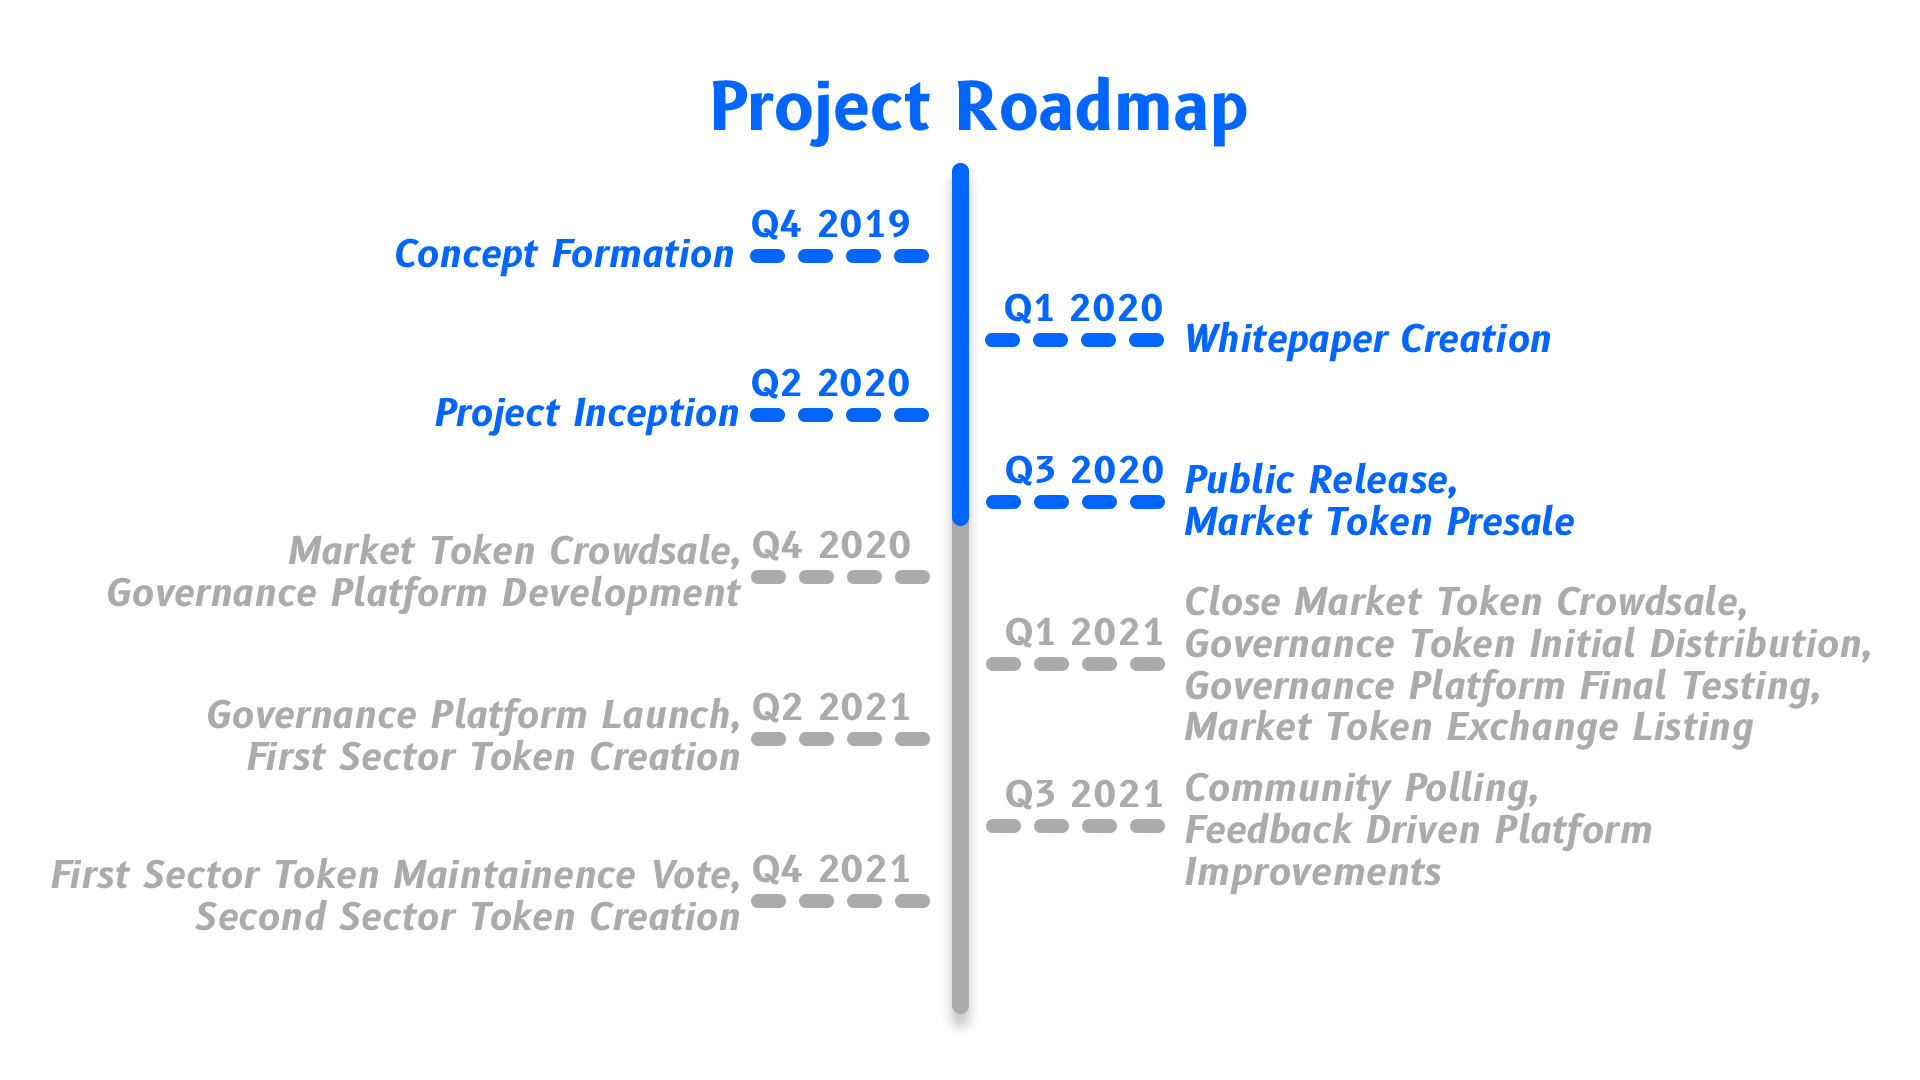 Project Roadmap
Q4 2019
Concept Formation
Q1 2020
Whitepaper Creation
Q2 2020
Project Inception
Q3 2020
Public Release,
Market Token Presale
Q4 2020
Market Token Crowdsale,
Governance Platform Development
Q1 2021
Close Market Token Crowdsale,
Governance Token Initial Distribution,
Governance Platform Final Testing,
Market Token Exchange Listing
Q2 2021
Governance Platform Launch,
First Sector Token Creation
Q3 2021
Community Polling,
Feedback Driven Platform
Improvements
Q4 2021
First Sector Token Maintainence Vote,
Second Sector Token Creation